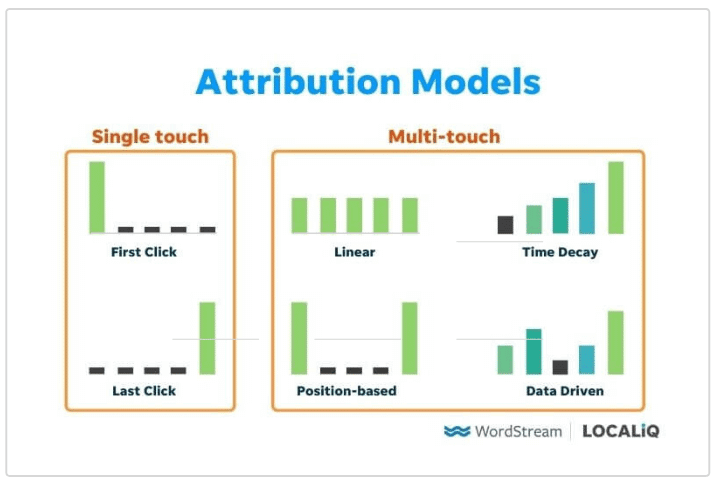 Attribution Models
Single touch
Multi-touch
First Click
Linear
Time Decay
Last Click
Position-based
Data Driven
WordStream
LOCALiQ